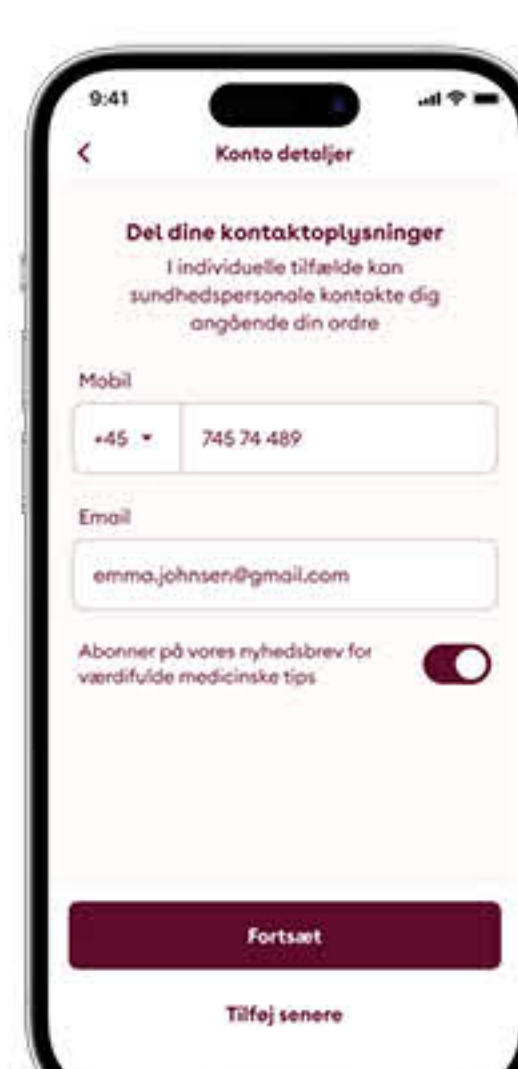 9:41
Konto detaljer
Del dine kontaktoplysninger
I individuelle tilfælde kan
sundhedspersonale kontakte dig
angående din ordre
Mobil
+45 745 74 489
Email
emma.johnsen@gmail.com
Abonner på vores nyhedsbrev for
værdifulde medicinske tips
Fortsæt
Tilføj senere